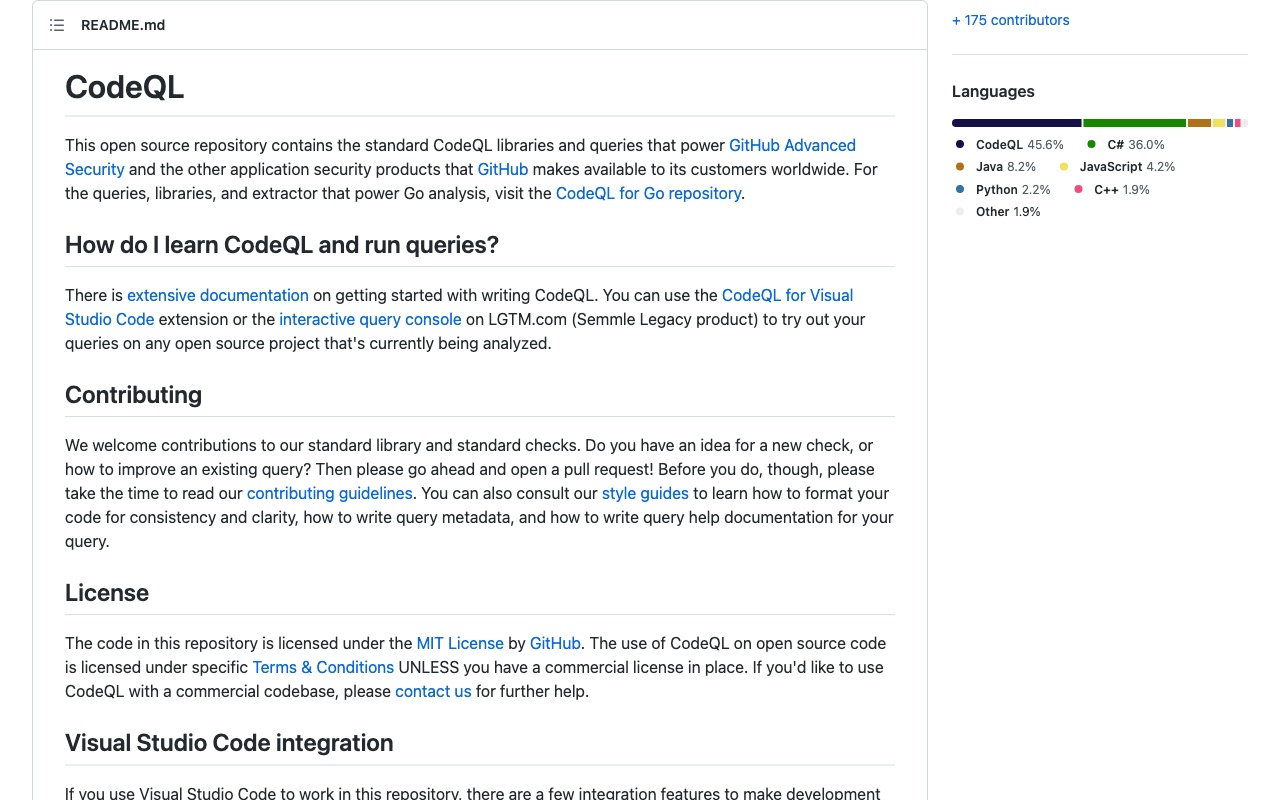 README.md
CodeQL
This open source repository contains the standard CodeQL libraries and queries that power GitHub Advanced
Security and the other application security products that GitHub makes available to its customers worldwide. For
the queries, libraries, and extractor that power Go analysis, visit the CodeQL for Go repository.
How do I learn CodeQL and run queries?
There is extensive documentation on getting started with writing CodeQL. You can use the CodeQL for Visual
Studio Code extension or the interactive query console on LGTM.com (Semmle Legacy product) to try out your
queries on any open source project that's currently being analyzed.
Contributing
We welcome contributions to our standard library and standard checks. Do you have an idea for a new check, or
how to improve an existing query? Then please go ahead and open a pull request! Before you do, though, please
take the time to read our contributing guidelines. You can also consult our style guides to learn how to format your
code for consistency and clarity, how to write query metadata, and how to write query help documentation for your
query.
License
The code in this repository is licensed under the MIT License by GitHub. The use of CodeQL on open source code
is licensed under specific Terms & Conditions UNLESS you have a commercial license in place. If you'd like to use
CodeQL with a commercial codebase, please contact us for further help.
Visual Studio Code integration
If you use Visual Studio Code to work in this repository, there are a few integration features to make development
+ 175 contributors
Languages
CodeQL 45.6% C# 36.0%
Java 8.2% JavaScript 4.2%
Python 2.2% C++ 1.9%
Other 1.9%